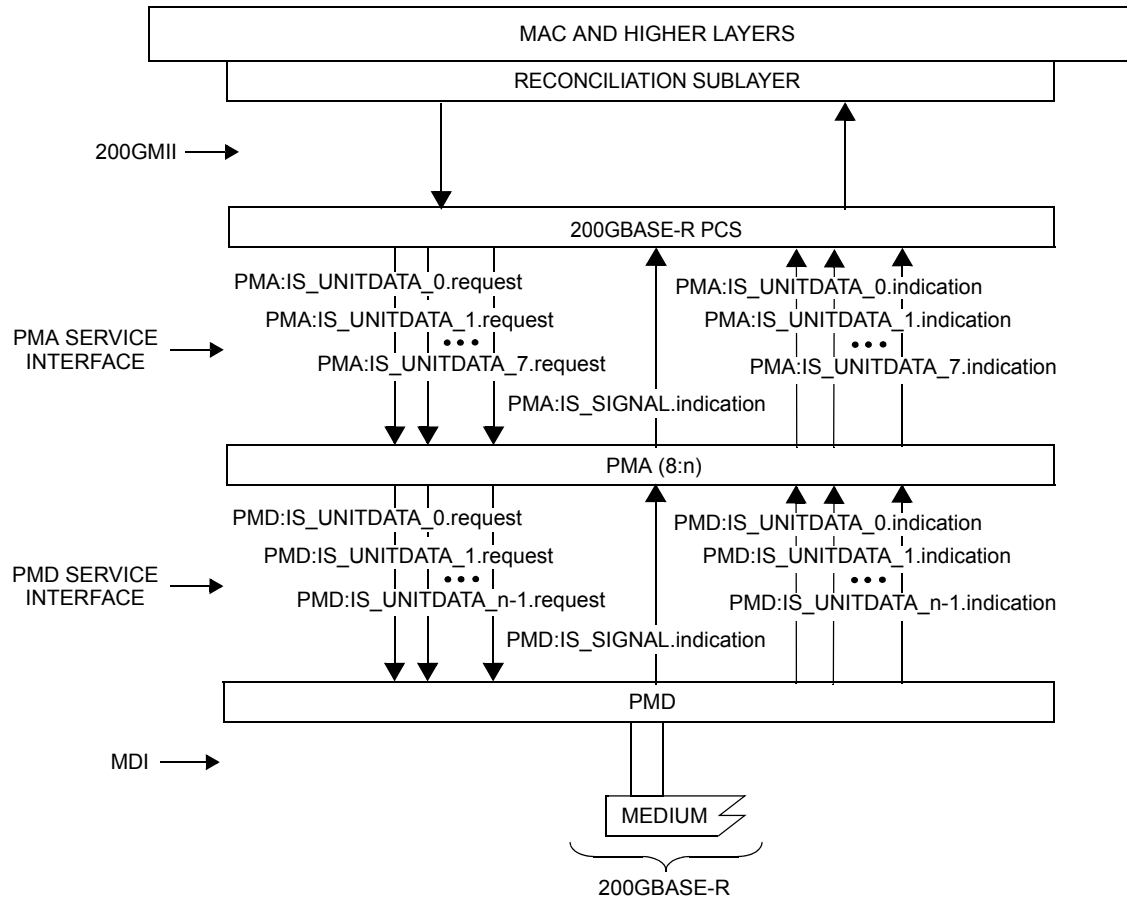 MAC AND HIGHER LAYERS
RECONCILIATION SUBLAYER
200GMII
200GBASE-R PCS
PMA:IS_UNITDATA_0.request
PMA:IS_UNITDATA_1.request
PMA:IS_UNITDATA_7.request
PMA SERVICE
INTERFACE
PMA:IS_SIGNAL.indication
PMA:IS_UNITDATA_0.indication
PMA:IS_UNITDATA_1.indication
PMA:IS_UNITDATA_7.indication
PMA (8:n)
PMD:IS_UNITDATA_0.request
PMD:IS_UNITDATA_1.request
PMD:IS_UNITDATA_n-1.request
PMD SERVICE
INTERFACE
PMD:IS_SIGNAL.indication
PMD:IS_UNITDATA_0.indication
PMD:IS_UNITDATA_1.indication
PMD:IS_UNITDATA_n-1.indication
PMD
MDI
MEDIUM
200GBASE-R